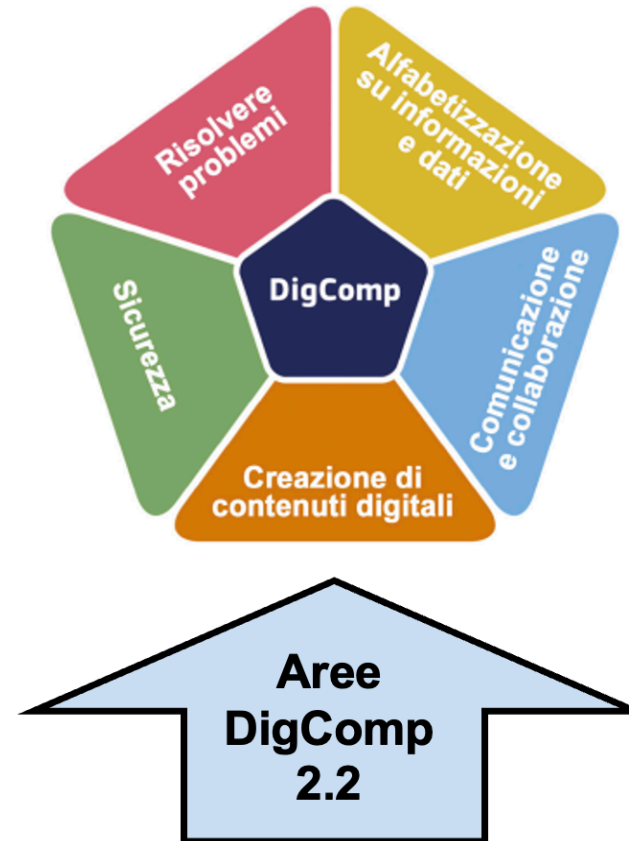 Risolvere
problemi
Alfabetizzazione
su informazioni
e dati
DigComp
Sicurezza
Comunicazione
e collaborazione
Creazione di
contenuti digitali
Aree
DigComp
2.2